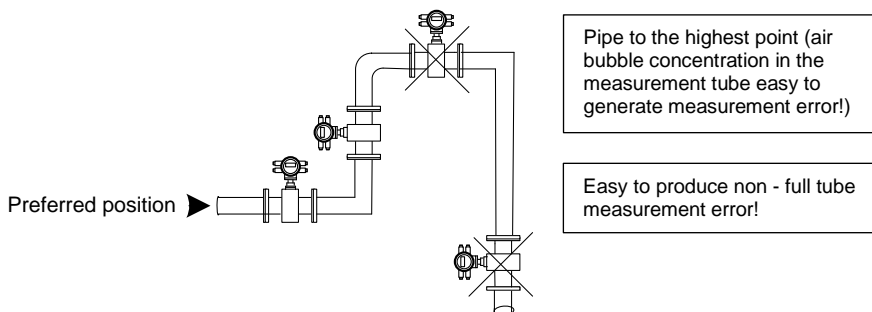 Pipe to the highest point (air
bubble concentration in the
measurement tube easy to
generate measurement error!)
Easy to produce non - full tube
measurement error!
Preferred position